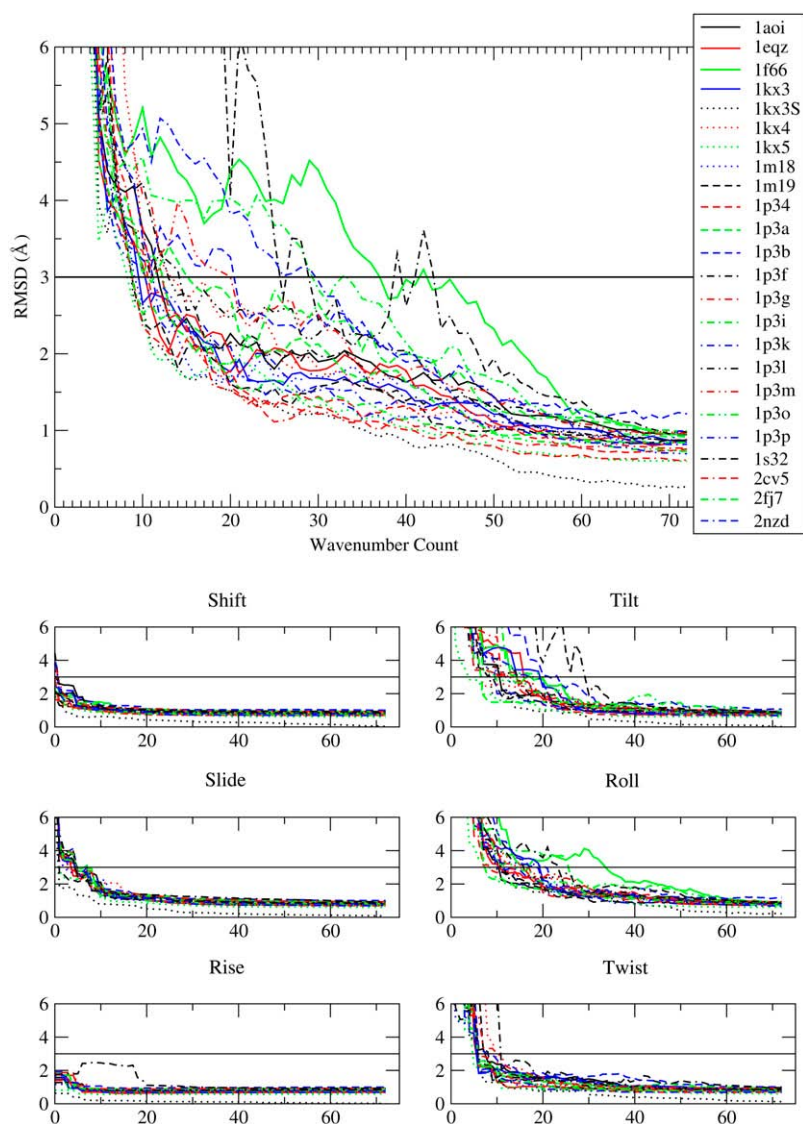 6
5
4
3
2
1
0
RMSD (Å)
0 10 20 30 40 50 60 70
Wavenumber Count
1aoi
1eqz
1f66
1kx3
1kx3S
1kx4
1kx5
1m18
1m19
1p34
1p3a
1p3b
1p3f
1p3g
1p3i
1p3k
1p3l
1p3m
1p3o
1p3p
1s32
2cv5
2fj7
2nzd
Shift
6
4
2
0
0 20 40 60
Tilt
6
4
2
0
0 20 40 60
Slide
6
4
2
0
0 20 40 60
Roll
6
4
2
0
0 20 40 60
Rise
6
4
2
0
0 20 40 60
Twist
6
4
2
0
0 20 40 60